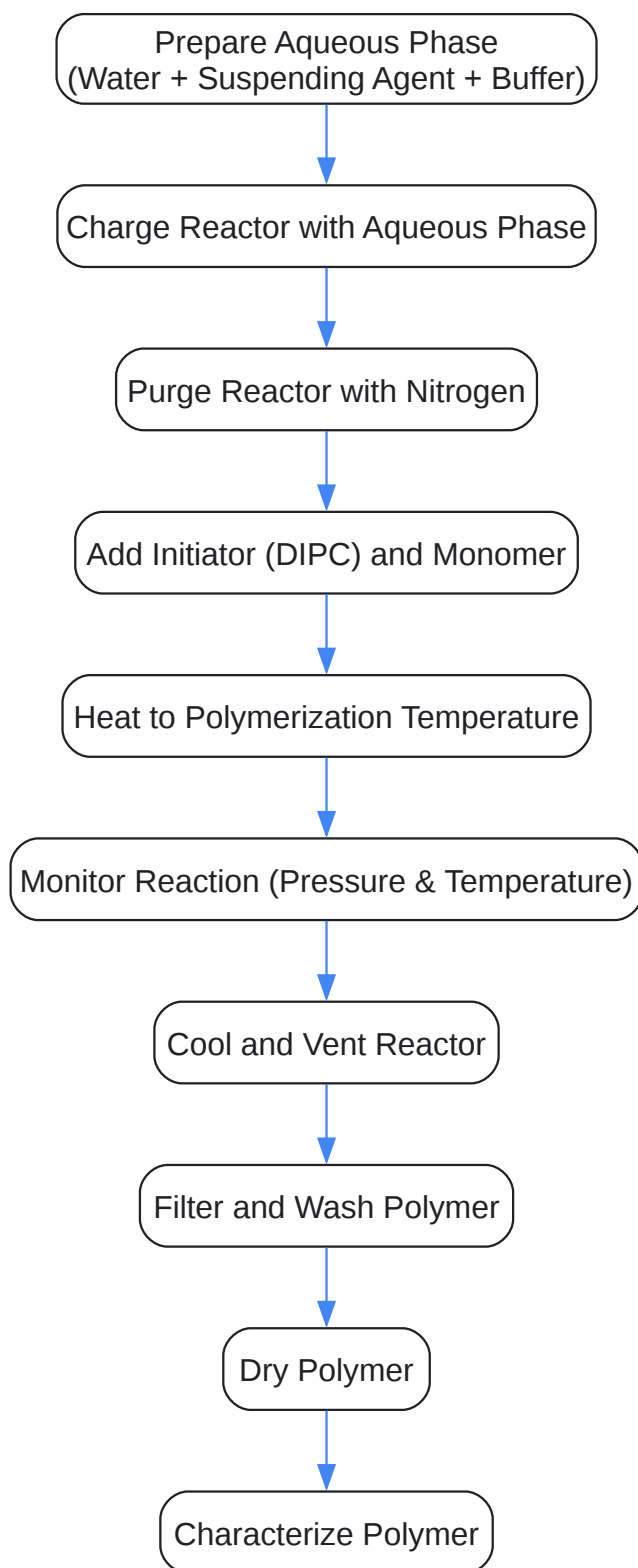 Prepare Aqueous Phase
(Water + Suspending Agent + Buffer)
Charge Reactor with Aqueous Phase
Purge Reactor with Nitrogen
Add Initiator (DIPC) and Monomer
Heat to Polymerization Temperature
Monitor Reaction (Pressure & Temperature)
Cool and Vent Reactor
Filter and Wash Polymer
Dry Polymer
Characterize Polymer